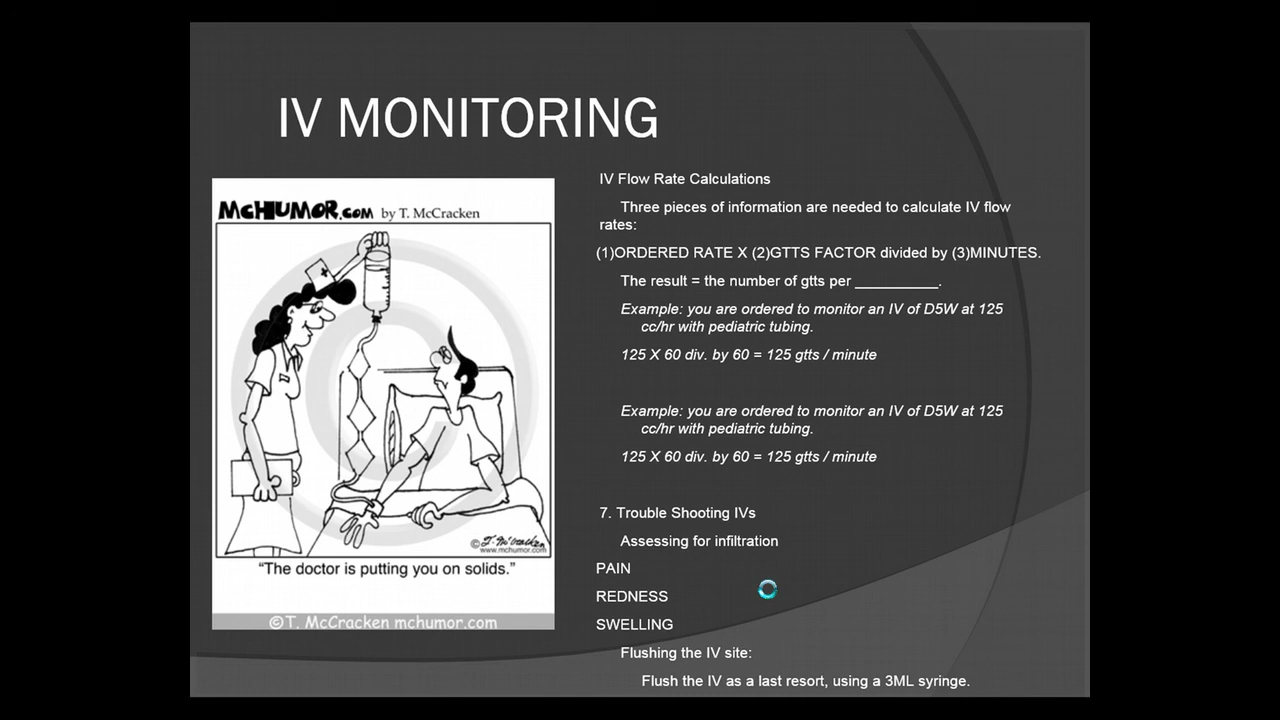 IV MONITORING
McHUMOR.COM by T. McCracken
©T. McCracken
www.mchumor.com
“The doctor is putting you on solids.”
©T. McCracken mchumor.com
IV Flow Rate Calculations
Three pieces of information are needed to calculate IV flow
rates:
(1)ORDERED RATE X (2)GTTS FACTOR divided by (3)MINUTES.
The result = the number of gtts per __________.
Example: you are ordered to monitor an IV of D5W at 125
cc/hr with pediatric tubing.
125 X 60 div. by 60 = 125 gtts / minute
Example: you are ordered to monitor an IV of D5W at 125
cc/hr with pediatric tubing.
125 X 60 div. by 60 = 125 gtts / minute
7. Trouble Shooting IVs
Assessing for infiltration
PAIN
REDNESS
SWELLING
Flushing the IV site:
Flush the IV as a last resort, using a 3ML syringe.